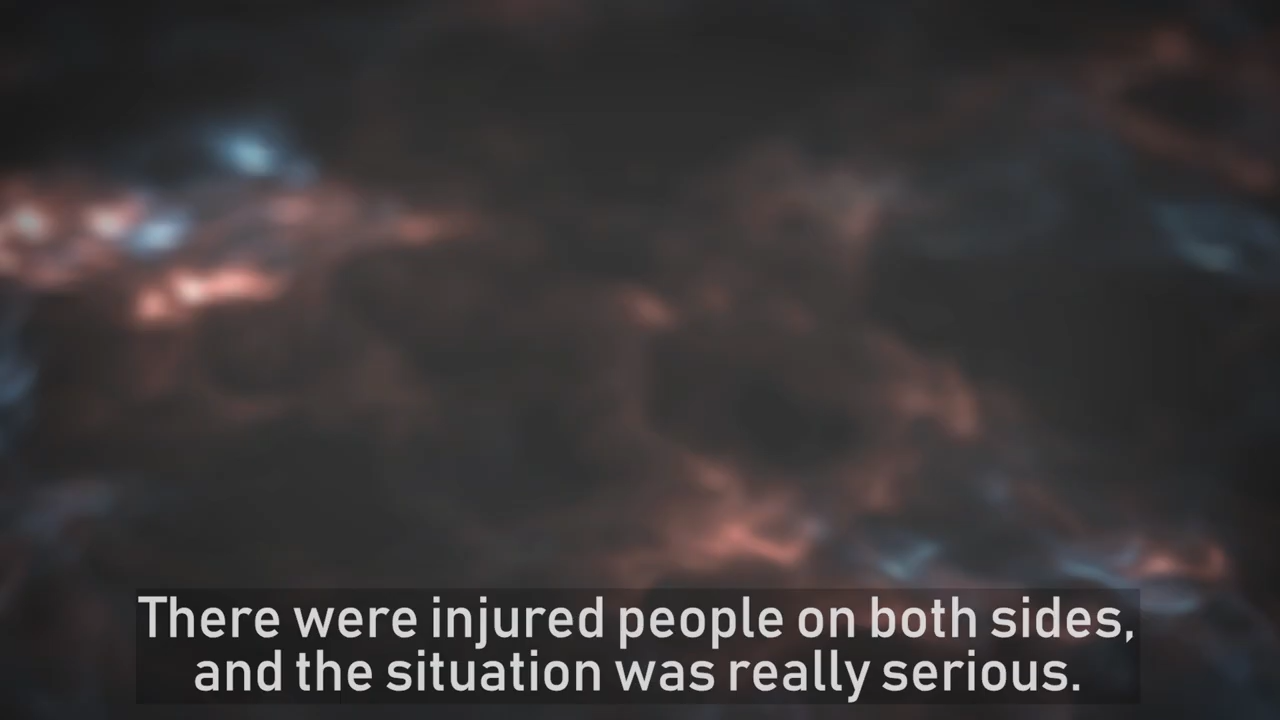 There were injured people on both sides,
and the situation was really serious.